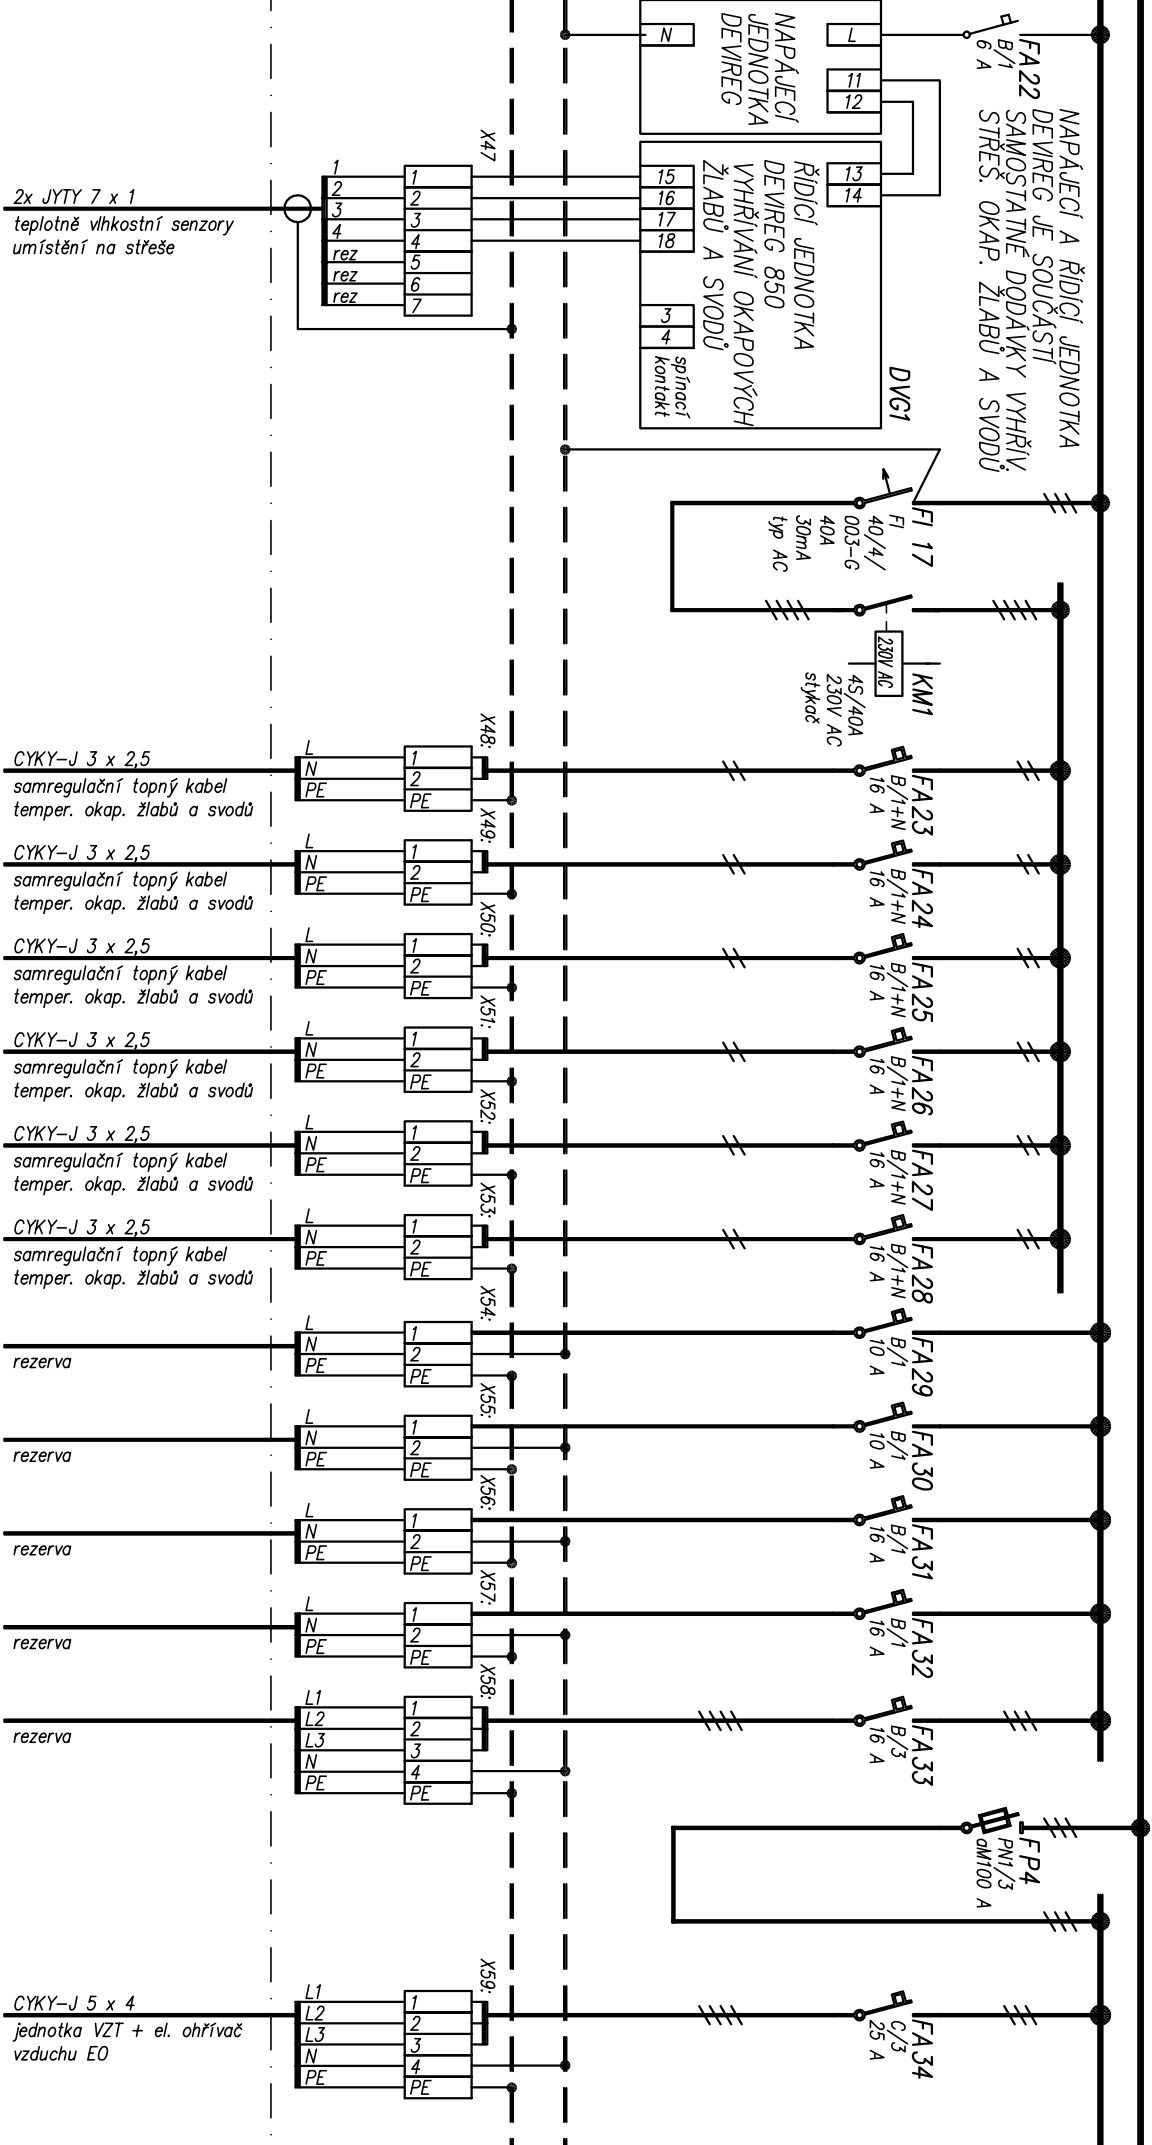 N
L
11
12
NAPÁJECÍ
JEDNOTKA
DEVIREG
FA22
B/1
6 A
NAPÁJECÍ A ŘÍDÍCÍ JEDNOTKA
DEVIREG JE SOUČÁSTÍ
SAMOSTATNÉ DODÁVKY VYHŘÍV.
STŘEŠ. OKAP. ŽLABŮ A SVODŮ
X47
15
16
17
18
3
4
13
14
ŘÍDÍCÍ JEDNOTKA
DEVIREG 850
VYHŘÍVÁNÍ OKAPOVÝCH
ŽLABŮ A SVODŮ
spínací
kontakt
DVG1
2x JYTY 7 x 1
teplotně vlhkostní senzory
umístění na střeše
1
2
3
4
rez
rez
rez
1
2
3
4
5
6
7
FI 17
FI
40/4/
003-G
40A
30mA
typ AC
230V AC
KM1
4S/40A
230V AC
stykač
X48:
CYKY-J 3 x 2,5
samregulační topný kabel
temper. okap. žlabů a svodů
L
N
PE
1
2
PE
FA23
B/1+N
16 A
X49:
CYKY-J 3 x 2,5
samregulační topný kabel
temper. okap. žlabů a svodů
L
N
PE
1
2
PE
FA24
B/1+N
16 A
X50:
CYKY-J 3 x 2,5
samregulační topný kabel
temper. okap. žlabů a svodů
L
N
PE
1
2
PE
FA25
B/1+N
16 A
X51:
CYKY-J 3 x 2,5
samregulační topný kabel
temper. okap. žlabů a svodů
L
N
PE
1
2
PE
FA26
B/1+N
16 A
X52:
CYKY-J 3 x 2,5
samregulační topný kabel
temper. okap. žlabů a svodů
L
N
PE
1
2
PE
FA27
B/1+N
16 A
X53:
CYKY-J 3 x 2,5
samregulační topný kabel
temper. okap. žlabů a svodů
L
N
PE
1
2
PE
FA28
B/1+N
16 A
X54:
rezerva
L
N
PE
1
2
PE
FA29
B/1
10 A
X55:
rezerva
L
N
PE
1
2
PE
FA30
B/1
10 A
X56:
rezerva
L
N
PE
1
2
PE
FA31
B/1
16 A
X57:
rezerva
L
N
PE
1
2
PE
FA32
B/1
16 A
X58:
rezerva
L1
L2
L3
N
PE
1
2
3
4
PE
FA33
B/3
16 A
FP4
PN1/3
aM100 A
X59:
CYKY-J 5 x 4
jednotka VZT + el. ohřívač
vzduchu EO
L1
L2
L3
N
PE
1
2
3
4
PE
FA34
C/3
25 A